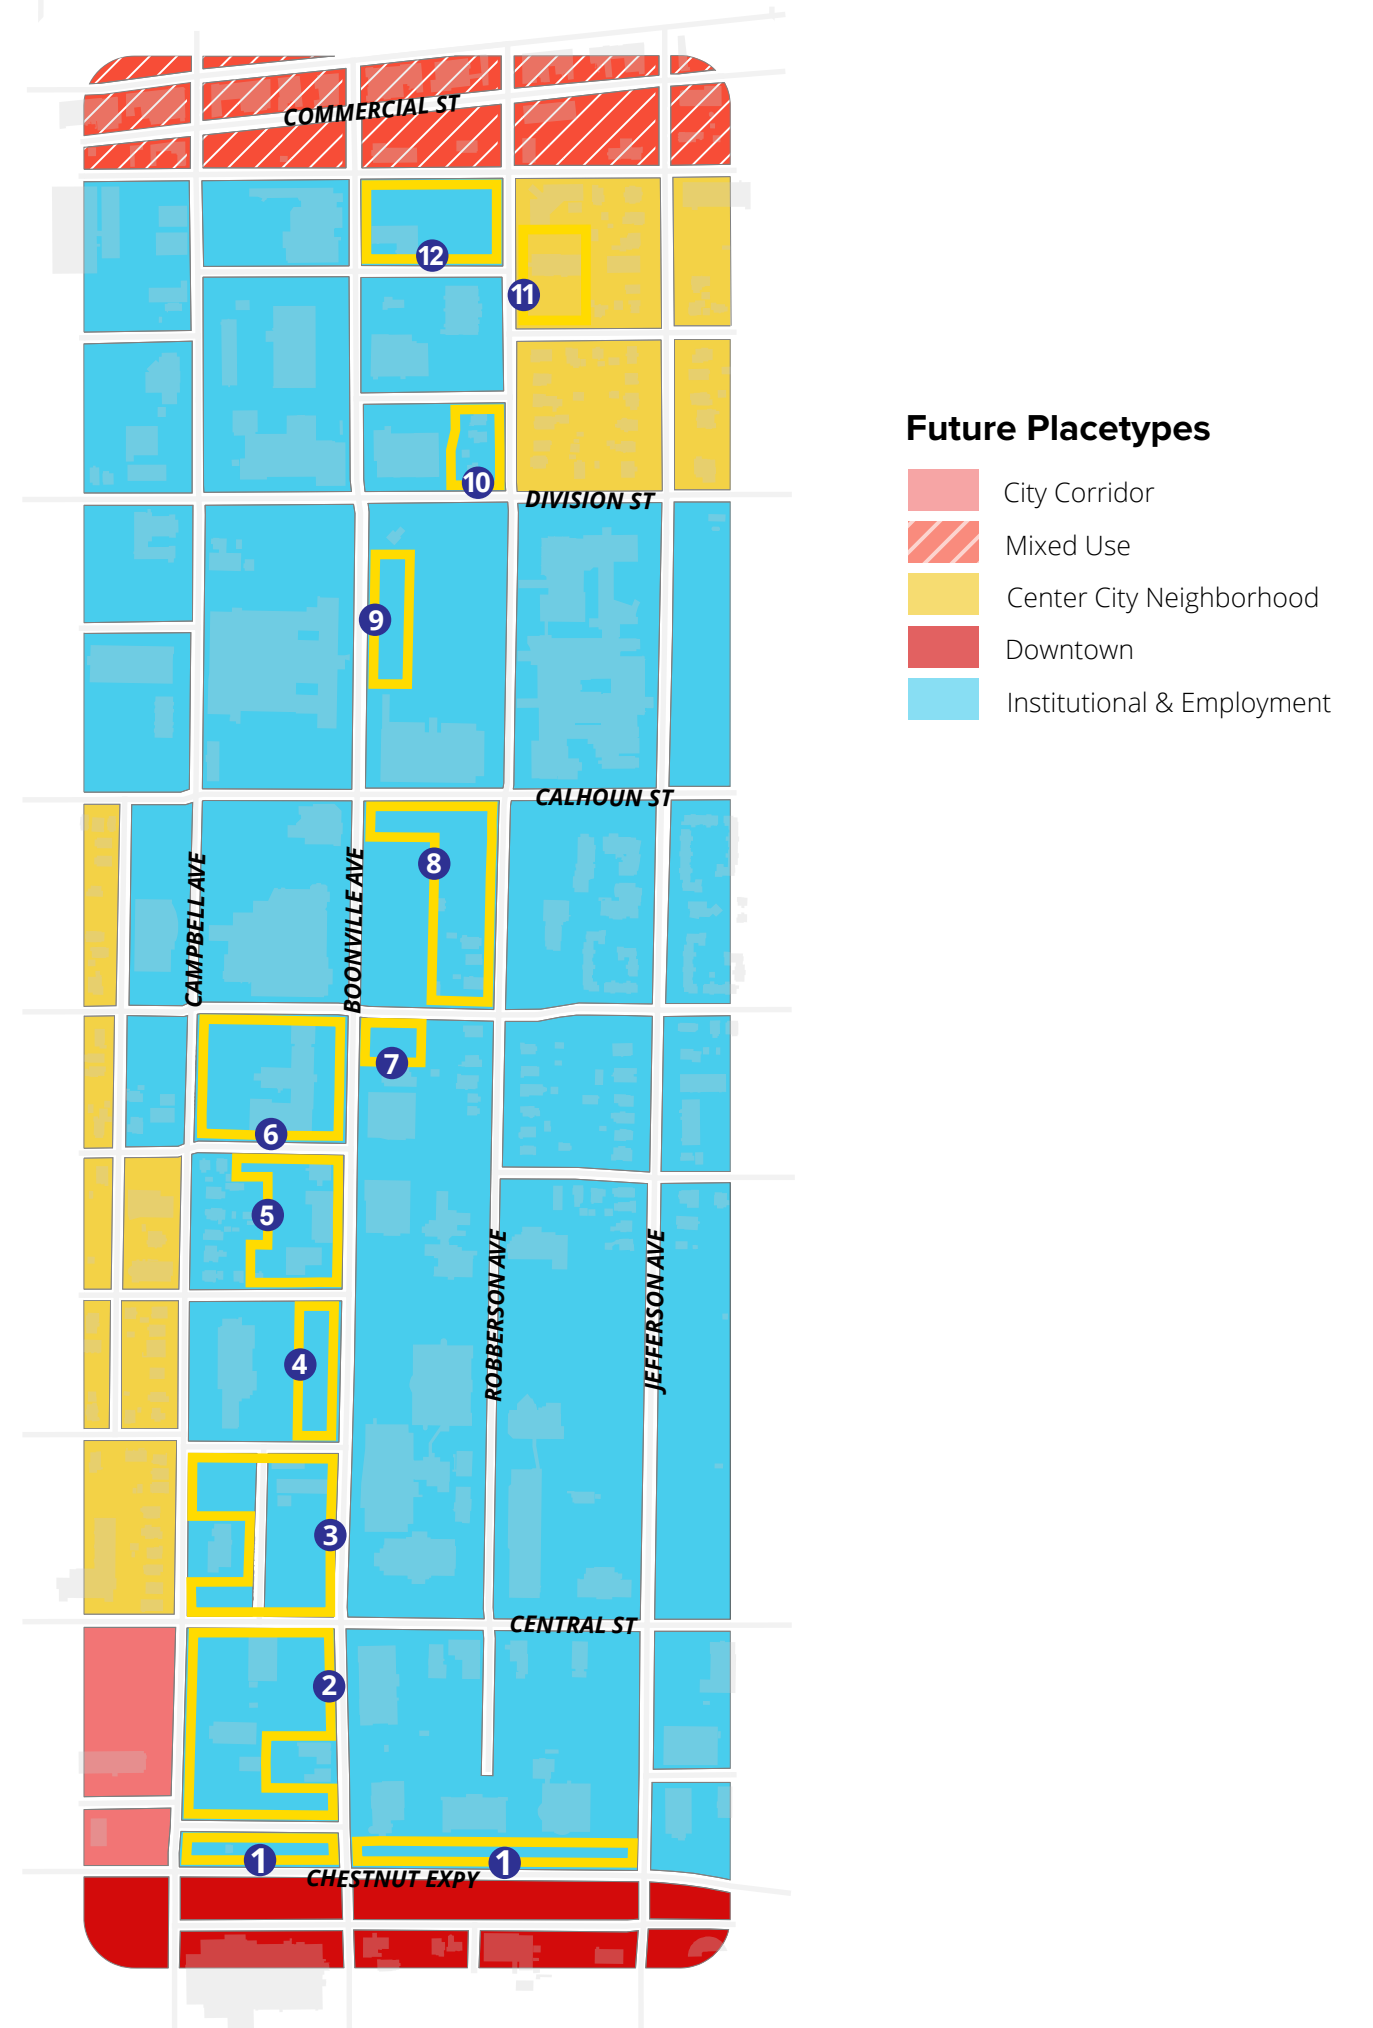 COMMERCIAL ST
12
11
10
DIVISION ST
9
CALHOUN ST
8
CAMPBELL AVE
BOONVILLE AVE
7
6
5
ROBBERSON AVE
JEFFERSON AVE
4
3
CENTRAL ST
2
1
1
CHESTNUT EXPY
Future Placetypes
City Corridor
Mixed Use
Center City Neighborhood
Downtown
Institutional & Employment